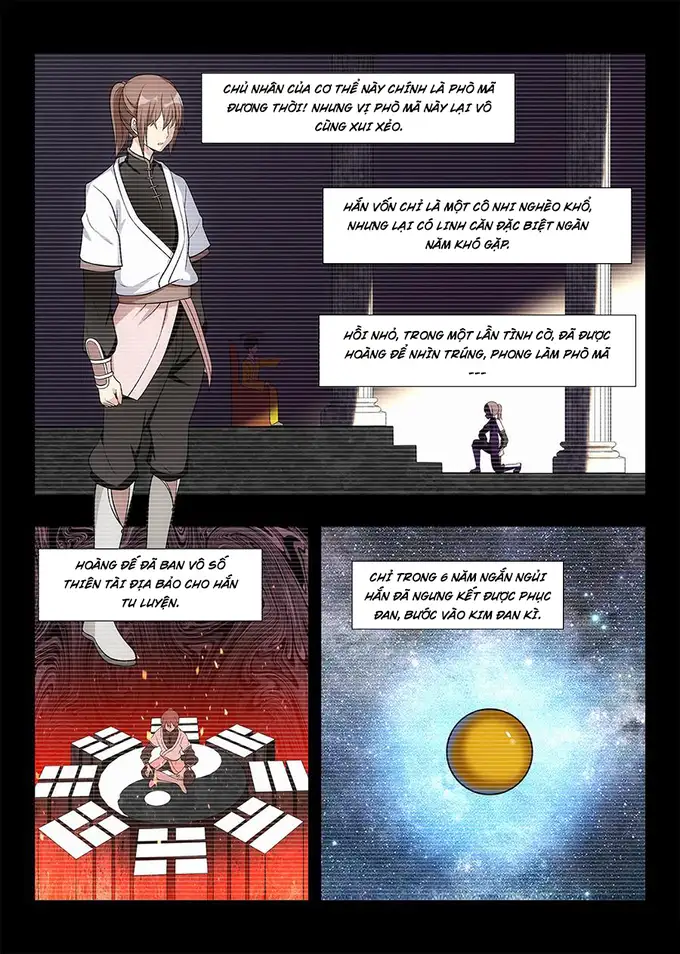 CHỦ NHÂN CỦA CƠ THỂ NÀY CHÍNH LÀ PHÒ MÃ
ĐƯƠNG THỜI! NHƯNG VỊ PHÒ MÃ NÀY LẠI VÔ
CÙNG XUI XẺO.
HẮN VỐN CHỈ LÀ MỘT CÔ NHI NGHÈO KHỔ,
NHƯNG LẠI CÓ LINH CĂN ĐẶC BIỆT NGÀN
NĂM KHÓ GẶP.
HỒI NHỎ, TRONG MỘT LẦN TÌNH CỜ, ĐÃ ĐƯỢC
HOÀNG ĐẾ NHÌN TRÚNG, PHONG LÀM PHÒ MÃ
---
HOÀNG ĐẾ ĐÃ BAN VÔ SỐ
THIÊN TÀI ĐỊA BẢO CHO HẮN
TU LUYỆN.
CHỈ TRONG 6 NĂM NGẮN NGỦI
HẮN ĐÃ NGƯNG KẾT ĐƯỢC PHỤC
ĐAN, BƯỚC VÀO KIM ĐAN KÌ.